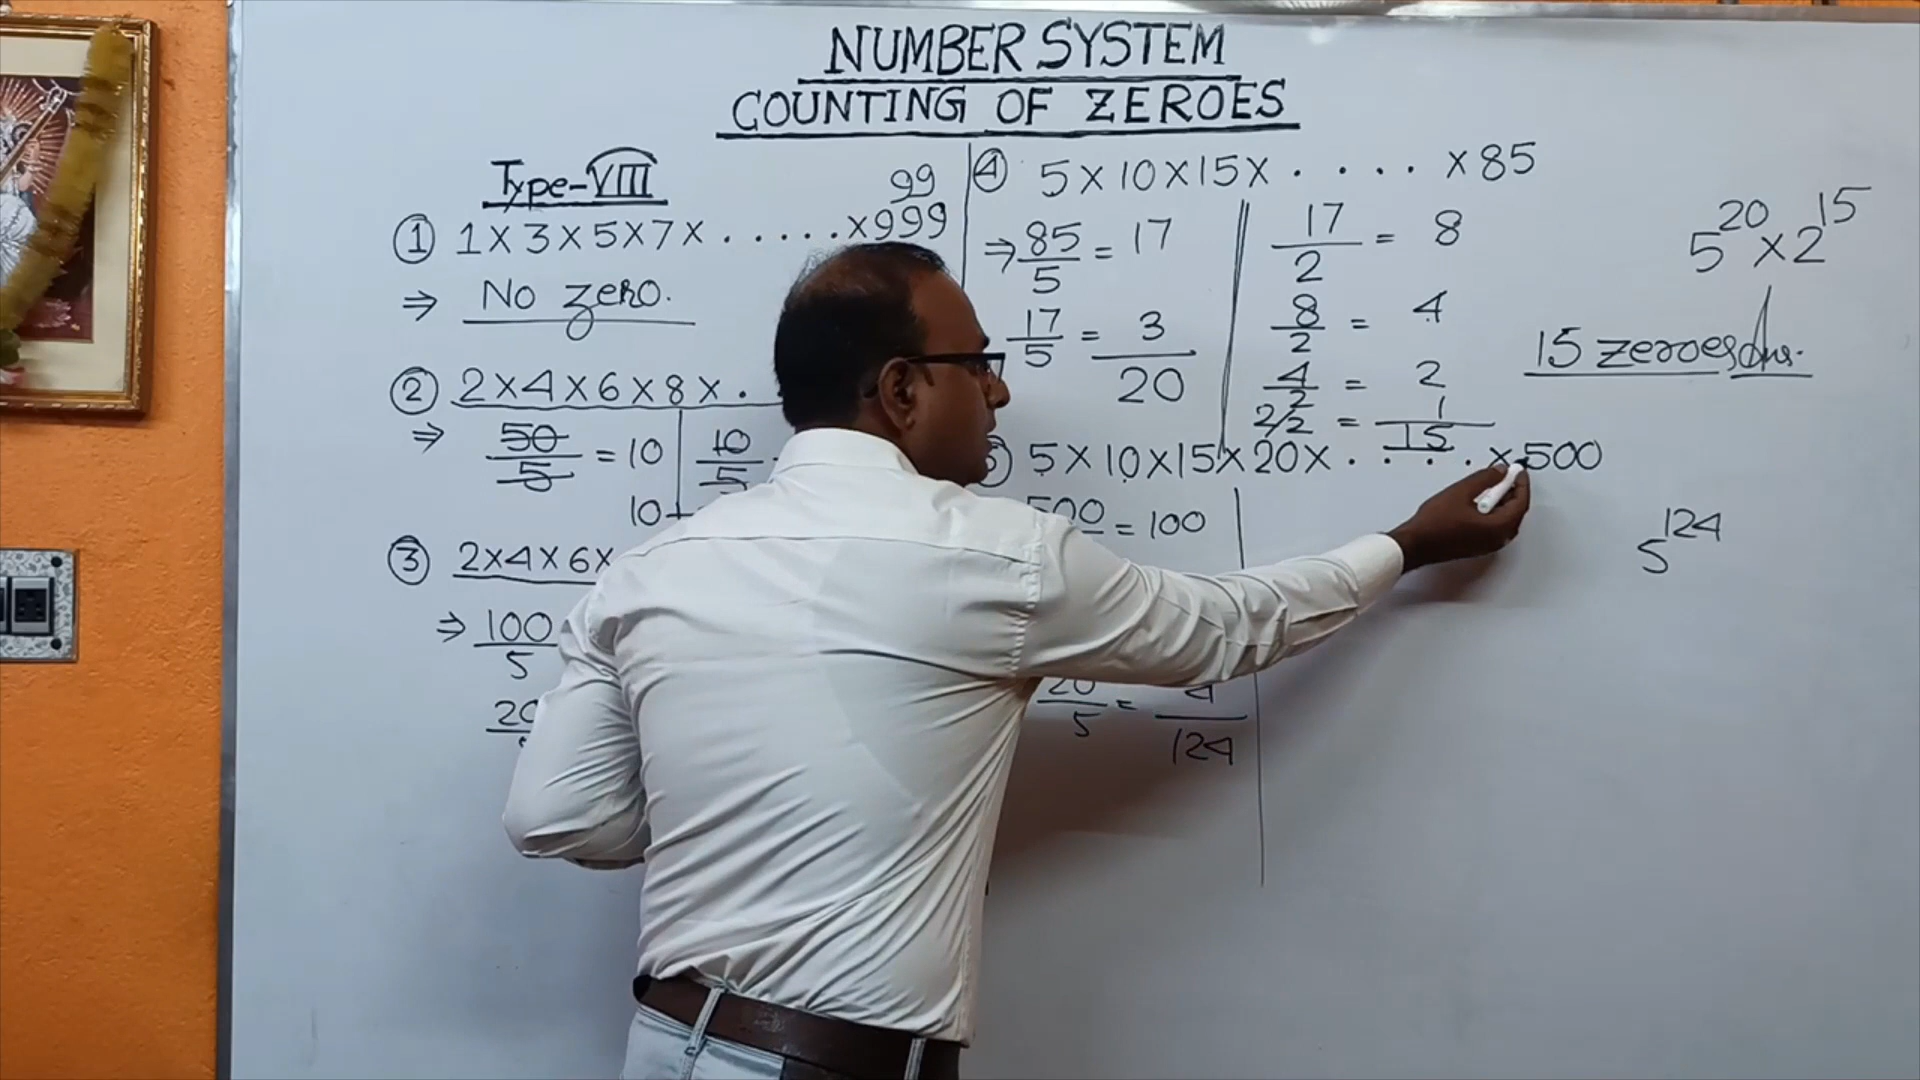 NUMBER SYSTEM
COUNTING OF ZEROES
Type-VIII
99
① 1×3×5×7×.....×999
⇒ No zero.
② 2×4×6×8×.
⇒ 50/5 = 10
10/5
10+
③ 2×4×6×
⇒ 100/5
④ 5×10×15×....×85
⇒ 85/5 = 17
17/5 = 3
20
17/2 = 8
8/2 = 4
4/2 = 2
2/2 = 1
15
5^20×2^15
15 zeroes Ans.
5×10×15×20×....×500
500 = 100
20/5 = 4
124
5^124